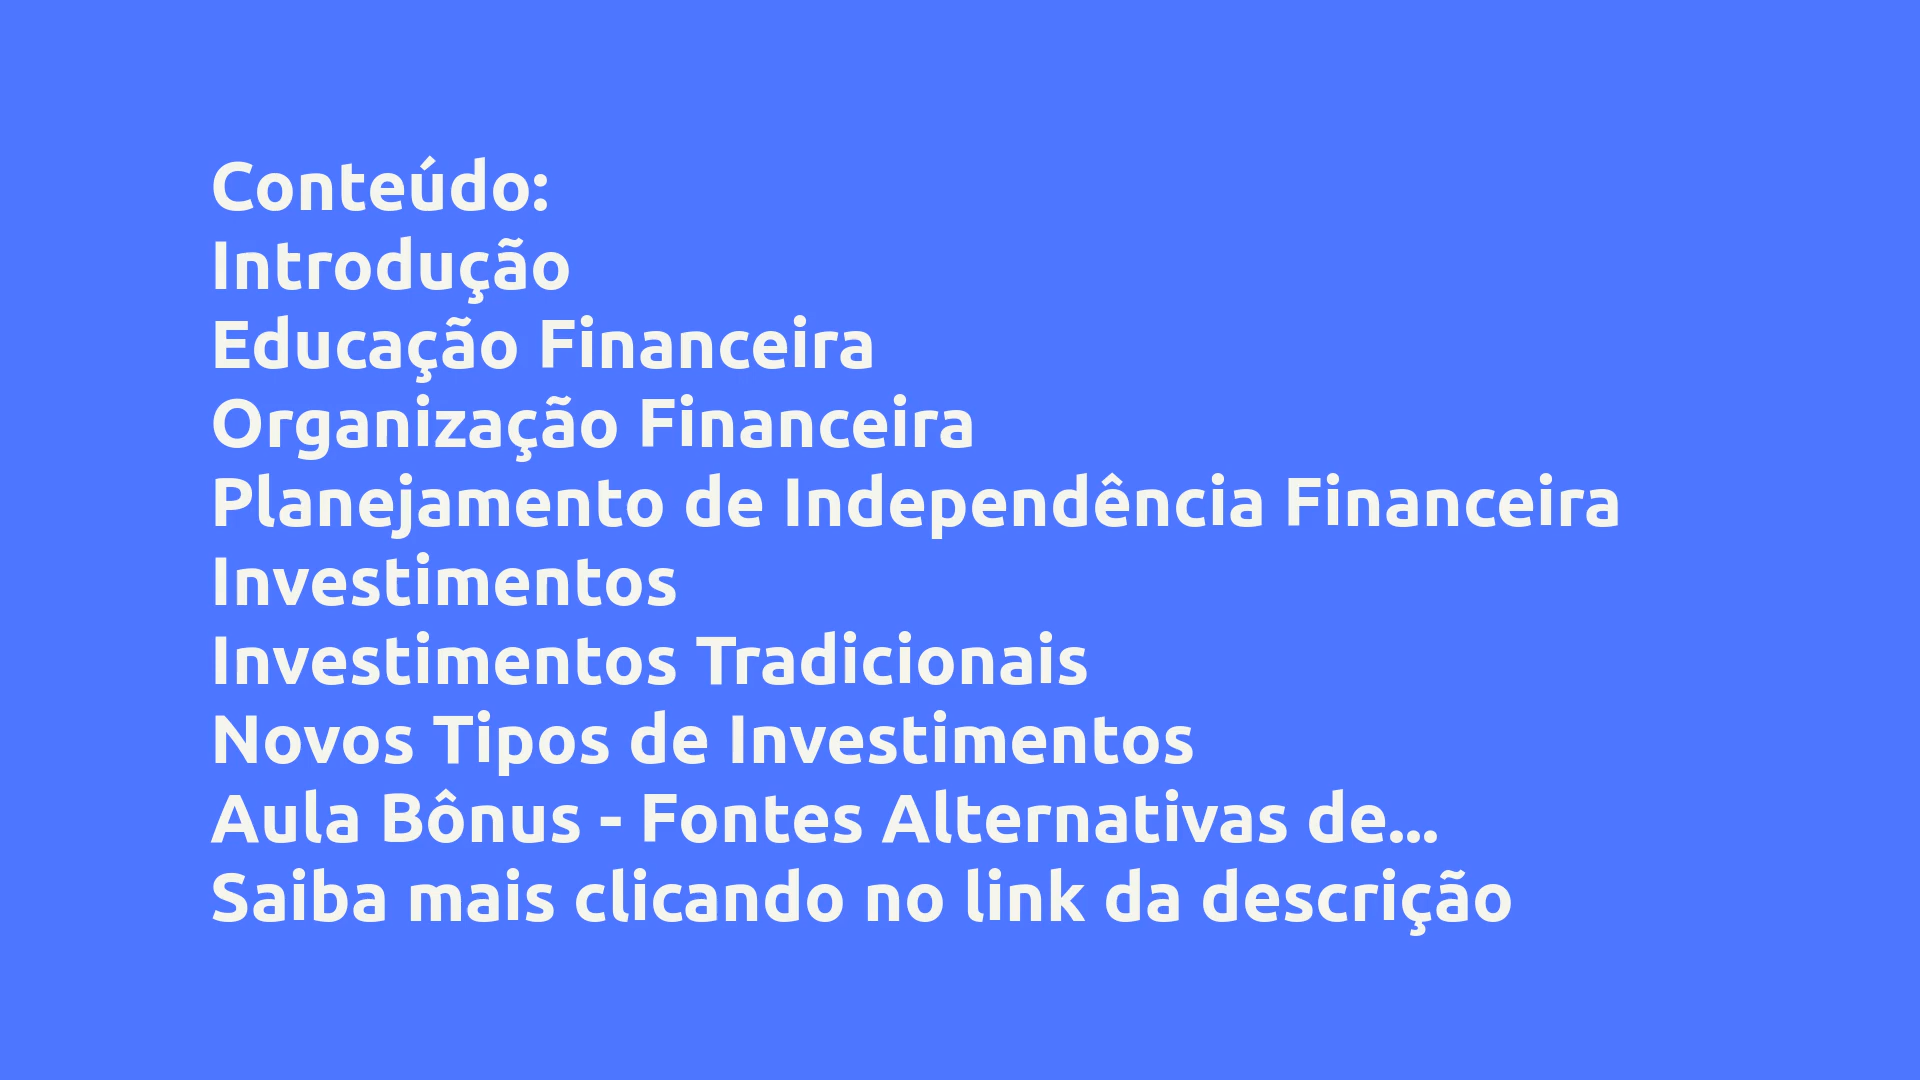 Conteúdo:
Introdução
Educação Financeira
Organização Financeira
Planejamento de Independência Financeira
Investimentos
Investimentos Tradicionais
Novos Tipos de Investimentos
Aula Bônus - Fontes Alternativas de...
Saiba mais clicando no link da descrição